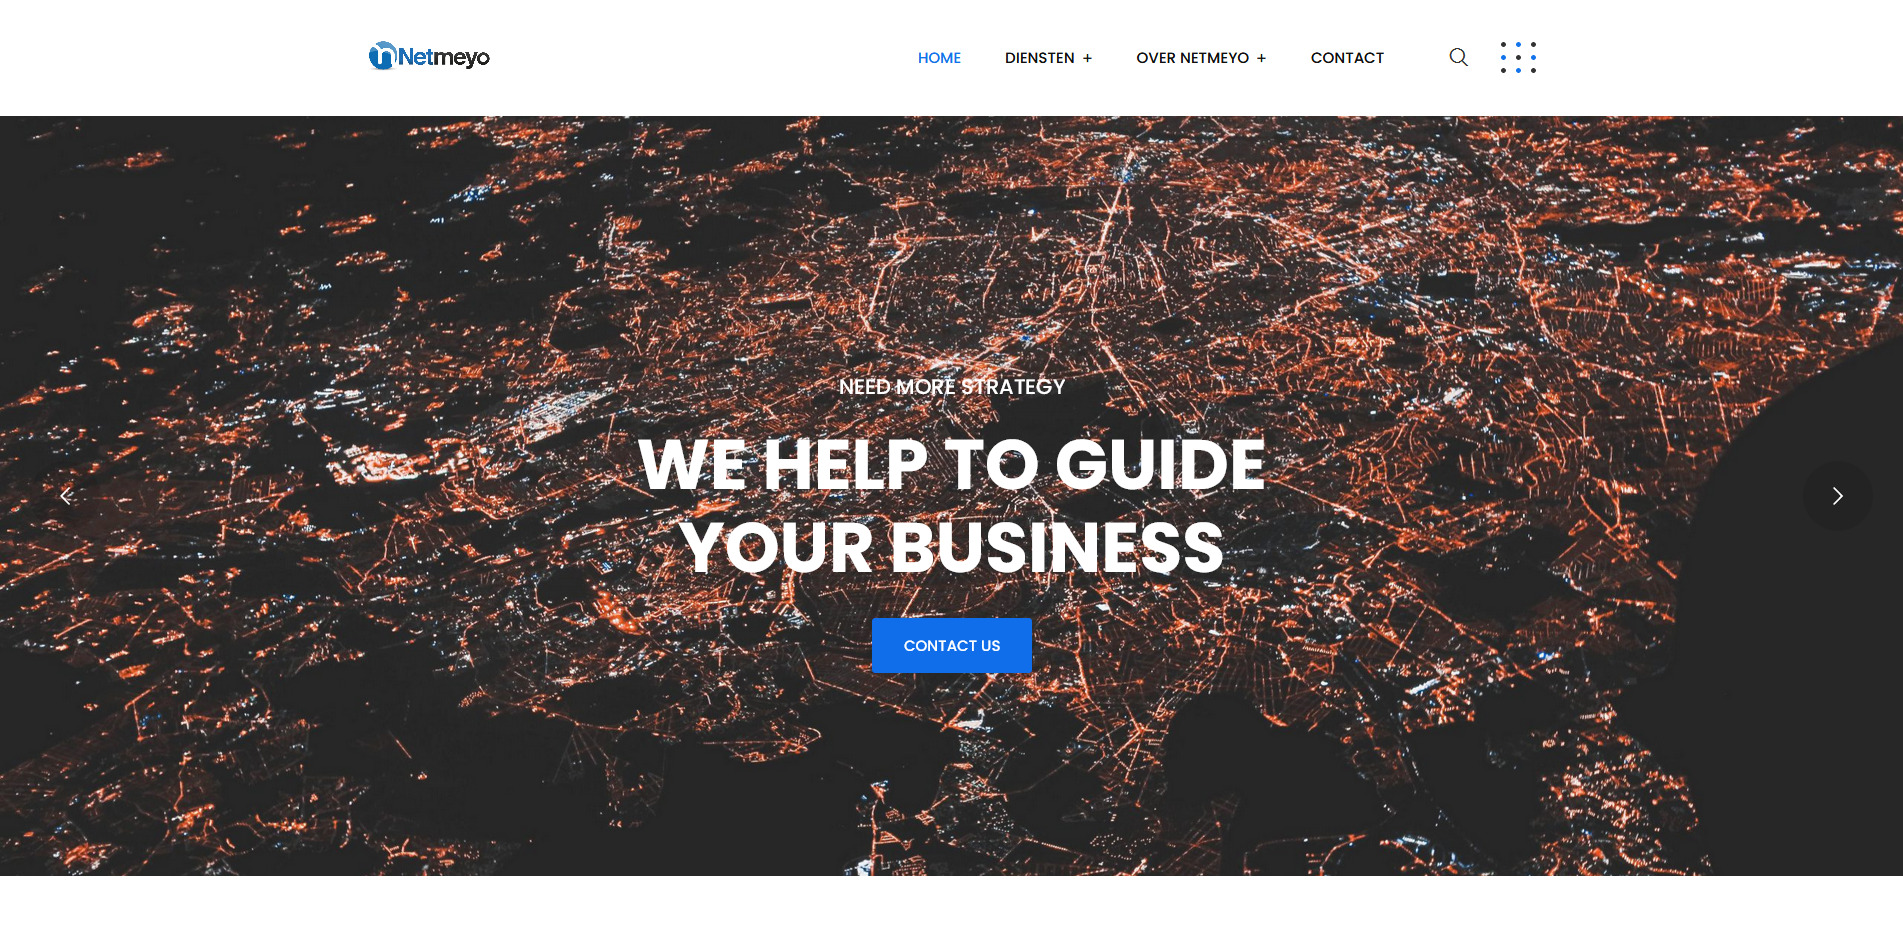 Netmeyo
HOME
DIENSTEN +
OVER NETMEYO +
CONTACT
NEED MORE STRATEGY
WE HELP TO GUIDE
YOUR BUSINESS
CONTACT US